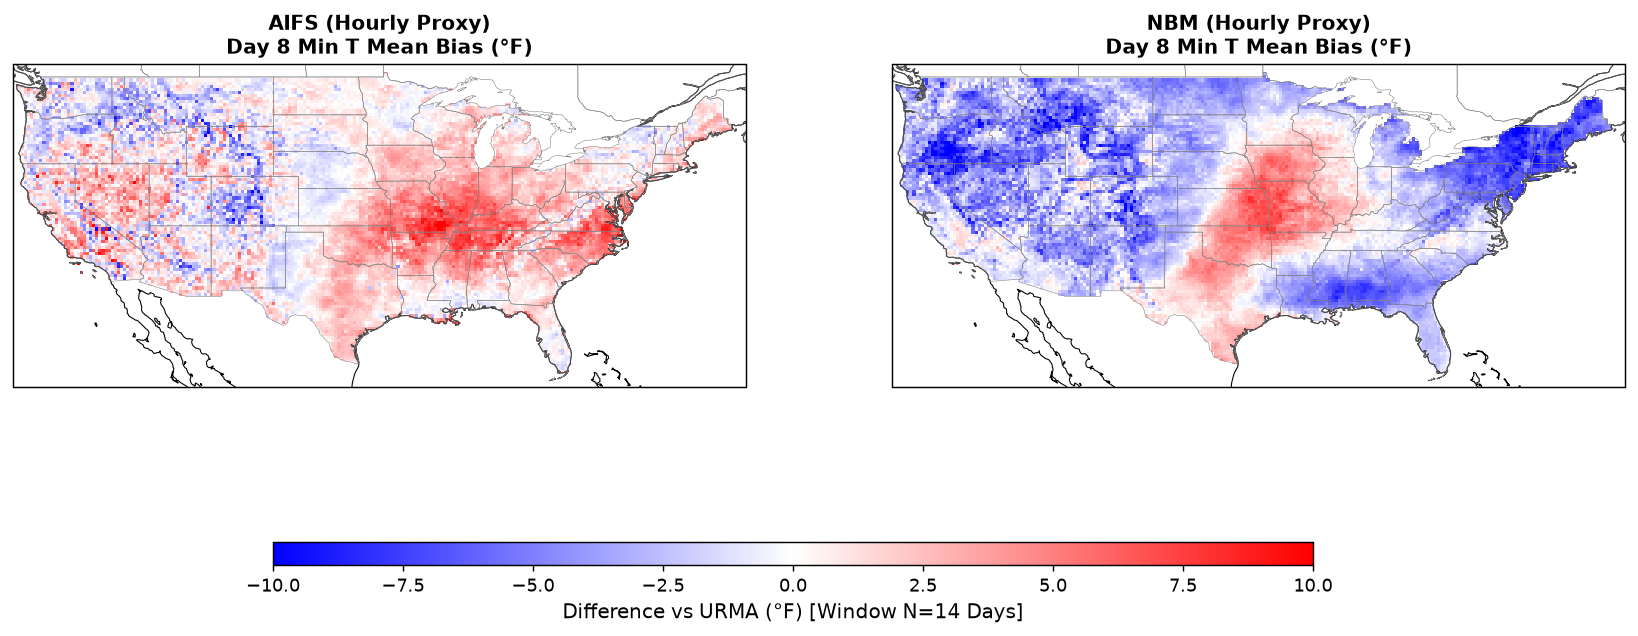 AIFS (Hourly Proxy)
Day 8 Min T Mean Bias (°F)
NBM (Hourly Proxy)
Day 8 Min T Mean Bias (°F)
−10.0 −7.5 −5.0 −2.5 0.0 2.5 5.0 7.5 10.0
Difference vs URMA (°F) [Window N=14 Days]